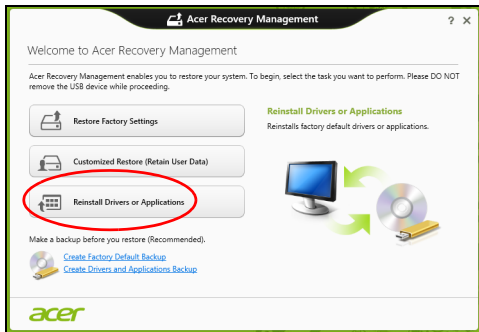 Acer Recovery Management
? ×
Welcome to Acer Recovery Management
Acer Recovery Management enables you to restore your system. To begin, select the task you want to perform. Please DO NOT
remove the USB device while proceeding.
Restore Factory Settings
Customized Restore (Retain User Data)
Reinstall Drivers or Applications
Reinstall Drivers or Applications
Reinstalls factory default drivers or applications.
Make a backup before you restore (Recommended).
Create Factory Default Backup
Create Drivers and Applications Backup
acer